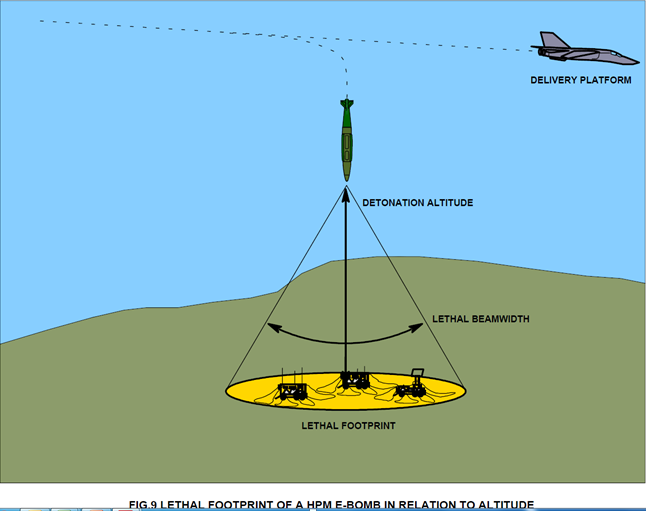 DELIVERY PLATFORM
DETONATION ALTITUDE
LETHAL BEAMWIDTH
LETHAL FOOTPRINT
FIG.9 LETHAL FOOTPRINT OF A HPM E-BOMB IN RELATION TO ALTITUDE